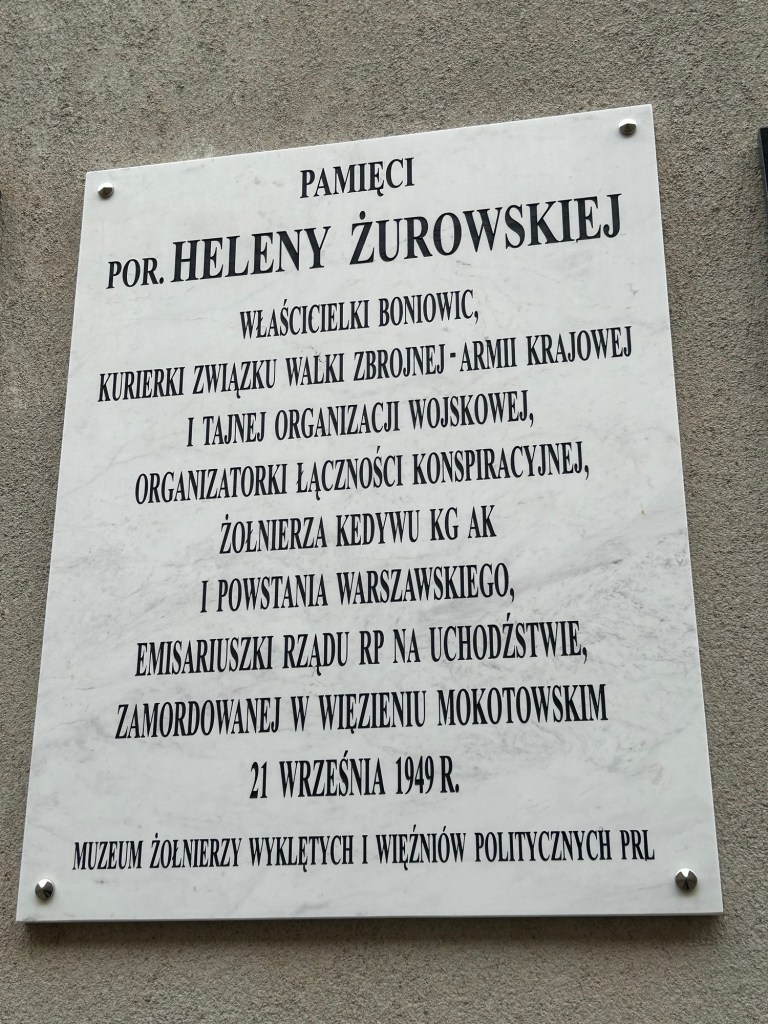 PAMIĘCI
POR. HELENY ŻUROWSKIEJ
WŁAŚCICIELKI BONIOWIC,
KURIERKI ZWIĄZKU WALKI ZBROJNEJ - ARMII KRAJOWEJ
I TAJNEJ ORGANIZACJI WOJSKOWEJ,
ORGANIZATORKI ŁĄCZNOŚCI KONSPIRACYJNEJ,
ŻOŁNIERZA KEDYWU KG AK
I POWSTANIA WARSZAWSKIEGO,
EMISARIUSZKI RZĄDU RP NA UCHODŹSTWIE,
ZAMORDOWANEJ W WIĘZIENIU MOKOTOWSKIM
21 WRZEŚNIA 1949 R.
MUZEUM ŻOŁNIERZY WYKLĘTYCH I WIĘŹNIÓW POLITYCZNYCH PRL